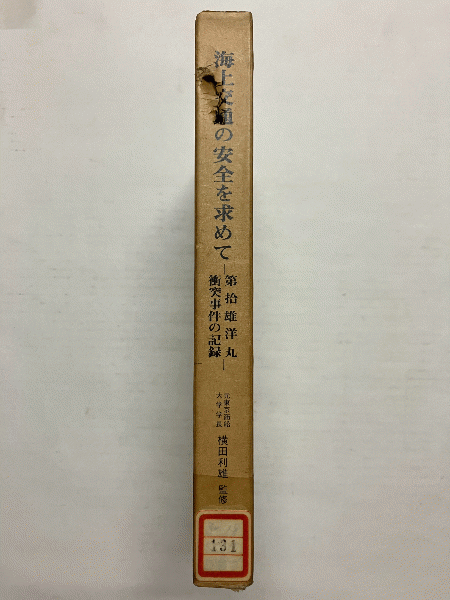 海上交通の安全を求めて
―第拾雄洋丸
衝突事件の記録―
元東京商船
大学学長
横田利雄 監修
131